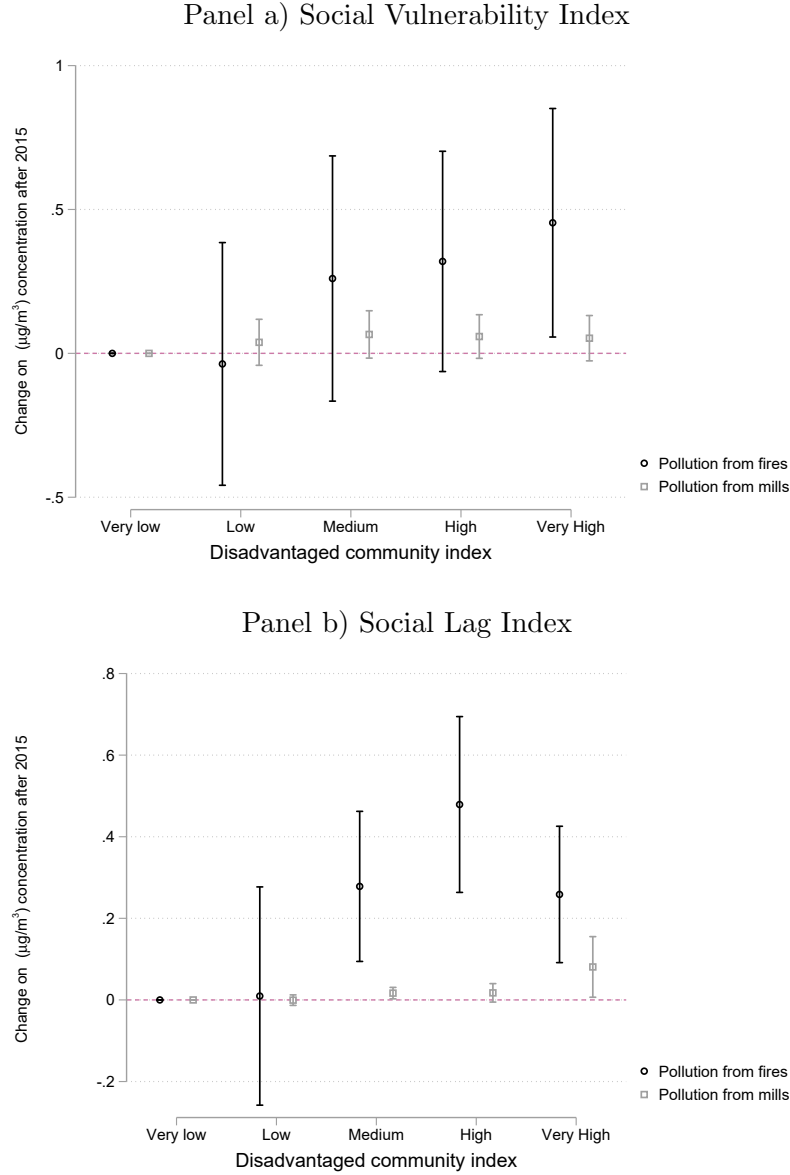 Panel a) Social Vulnerability Index
Change on (μg/m³) concentration after 2015
1
.5
0
-.5
Very low Low Medium High Very High
Disadvantaged community index
Pollution from fires
Pollution from mills
Panel b) Social Lag Index
Change on (μg/m³) concentration after 2015
.8
.6
.4
.2
0
-.2
Very low Low Medium High Very High
Disadvantaged community index
Pollution from fires
Pollution from mills